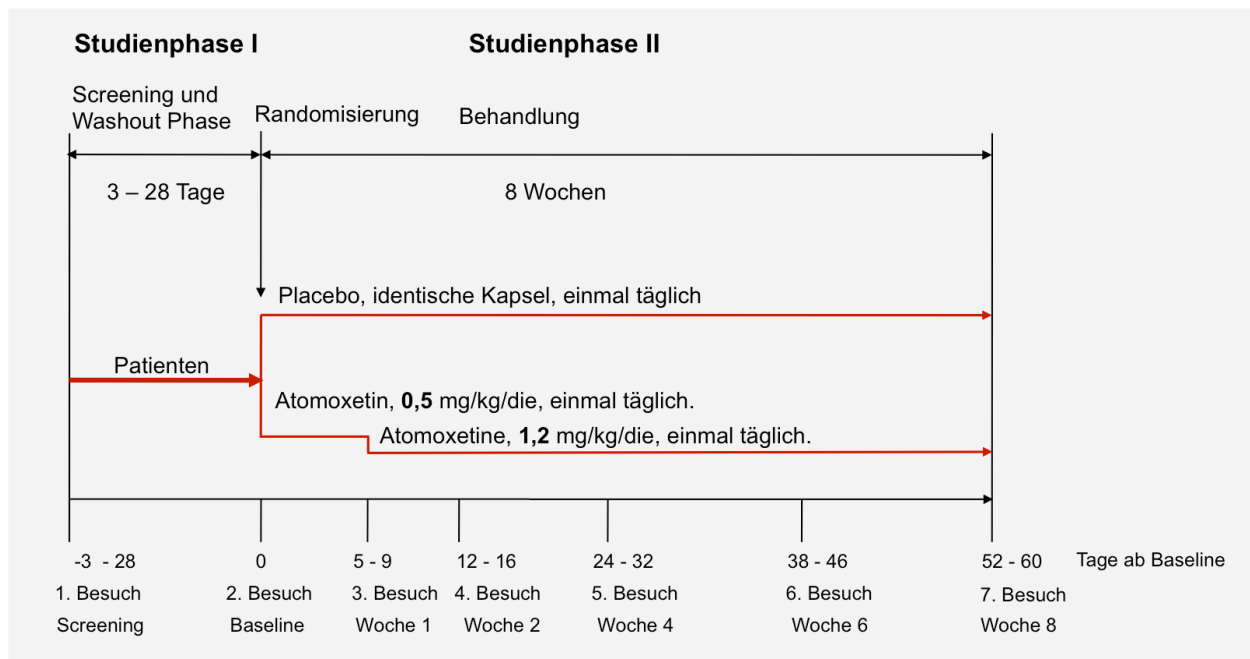 Studienphase I
Studienphase II
Screening und
Washout Phase
Randomisierung
Behandlung
3 – 28 Tage
8 Wochen
Placebo, identische Kapsel, einmal täglich
Patienten
Atomoxetin, 0,5 mg/kg/die, einmal täglich.
Atomoxetine, 1,2 mg/kg/die, einmal täglich.
-3 - 28
0
5 - 9
12 - 16
24 - 32
38 - 46
52 - 60
Tage ab Baseline
1. Besuch
2. Besuch
3. Besuch
4. Besuch
5. Besuch
6. Besuch
7. Besuch
Screening
Baseline
Woche 1
Woche 2
Woche 4
Woche 6
Woche 8